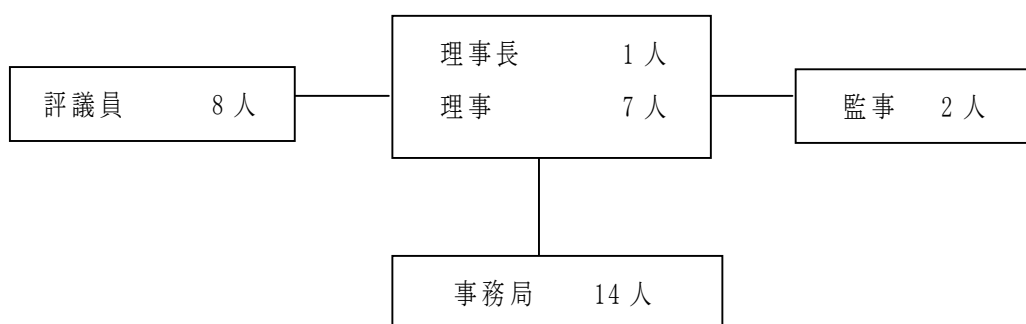 理事長 1人
評議員 8人
理事 7人
監事 2人
事務局 14人